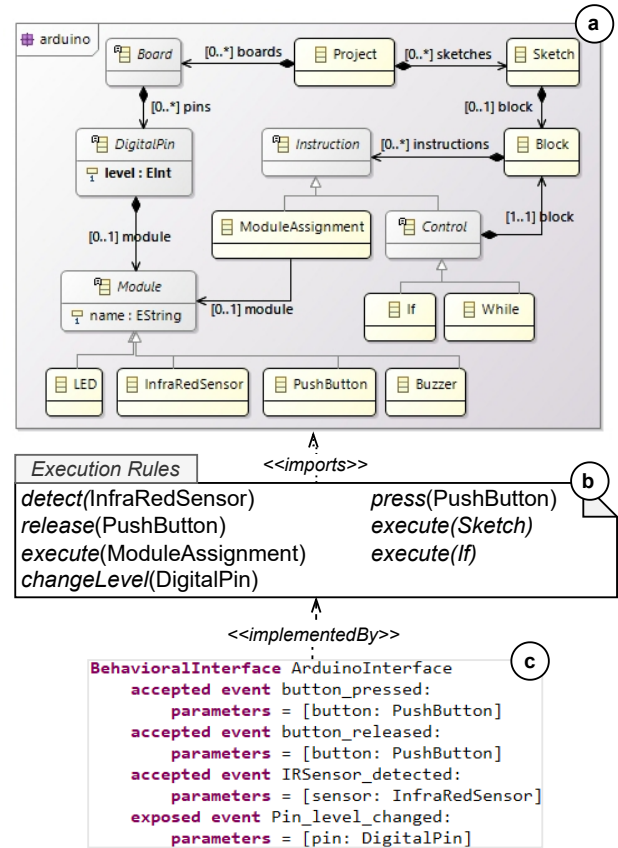 a
arduino
Board
[0..*] boards
Project
[0..*] sketches
Sketch
[0..*] pins
[0..1] block
DigitalPin
level : EInt
Instruction
[0..*] instructions
Block
[0..1] module
ModuleAssignment
Control
[1..1] block
Module
name : EString
[0..1] module
If
While
LED
InfraRedSensor
PushButton
Buzzer
<<imports>>
Execution Rules
b
detect(InfraRedSensor)
press(PushButton)
release(PushButton)
execute(Sketch)
execute(ModuleAssignment)
execute(If)
changeLevel(DigitalPin)
<<implementedBy>>
c
BehavioralInterface ArduinoInterface
accepted event button_pressed:
parameters = [button: PushButton]
accepted event button_released:
parameters = [button: PushButton]
accepted event IRSensor_detected:
parameters = [sensor: InfraRedSensor]
exposed event Pin_level_changed:
parameters = [pin: DigitalPin]